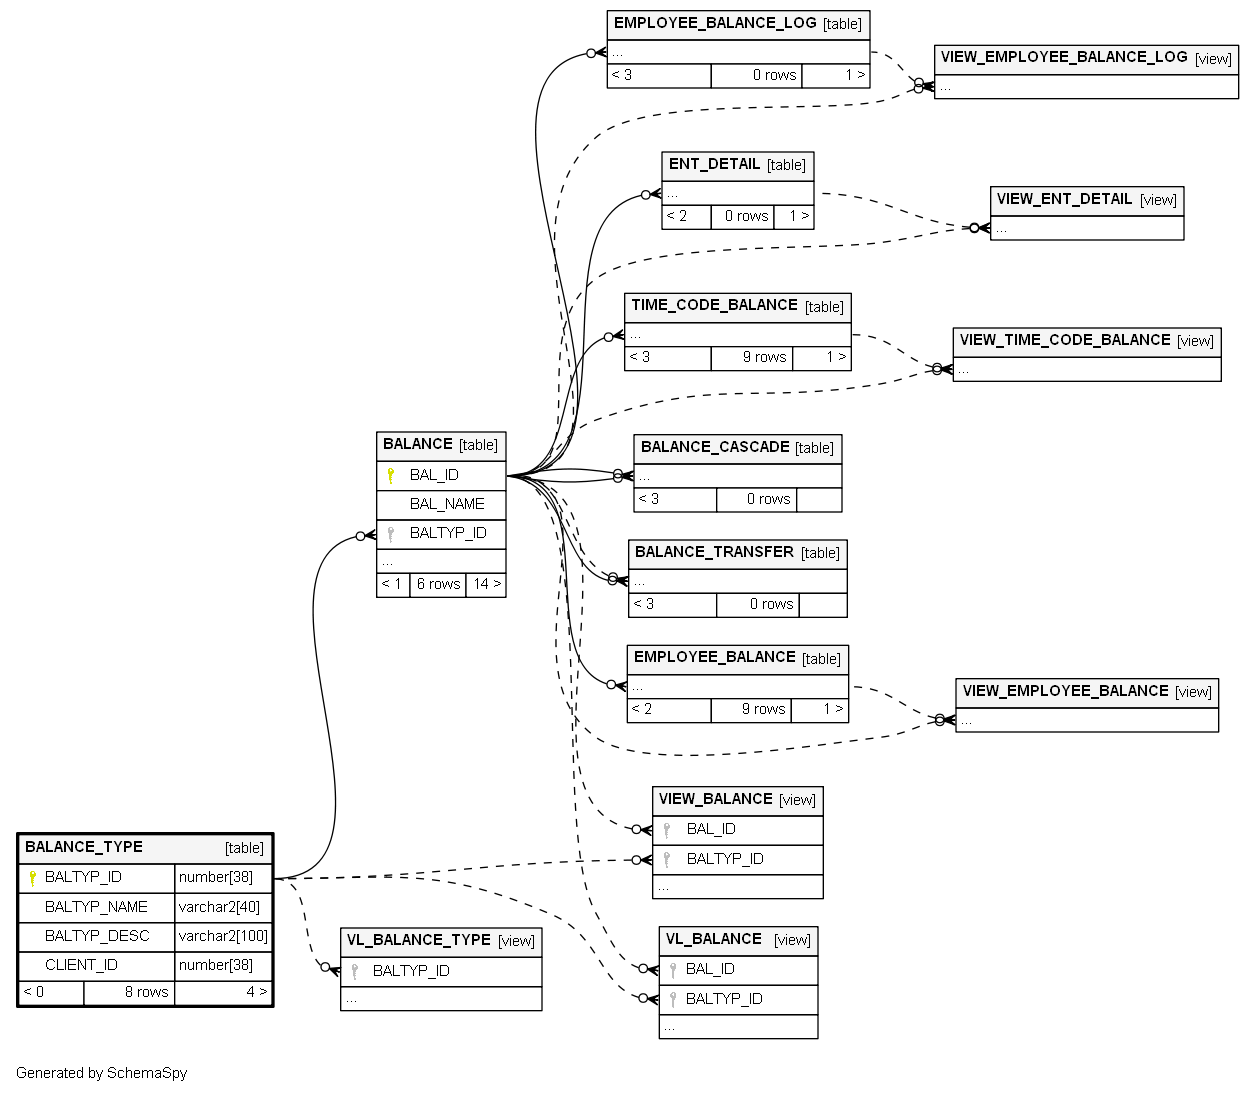 EMPLOYEE_BALANCE_LOG [table]
...
< 3 0 rows 1 >
VIEW_EMPLOYEE_BALANCE_LOG [view]
...
ENT_DETAIL [table]
...
< 2 0 rows 1 >
VIEW_ENT_DETAIL [view]
...
TIME_CODE_BALANCE [table]
...
< 3 9 rows 1 >
VIEW_TIME_CODE_BALANCE [view]
...
BALANCE [table]
BAL_ID
BAL_NAME
BALTYP_ID
...
< 1 6 rows 14 >
BALANCE_CASCADE [table]
...
< 3 0 rows
BALANCE_TRANSFER [table]
...
< 3 0 rows
EMPLOYEE_BALANCE [table]
...
< 2 9 rows 1 >
VIEW_EMPLOYEE_BALANCE [view]
...
VIEW_BALANCE [view]
BAL_ID
BALTYP_ID
...
BALANCE_TYPE [table]
BALTYP_ID number[38]
BALTYP_NAME varchar2[40]
BALTYP_DESC varchar2[100]
CLIENT_ID number[38]
< 0 8 rows 4 >
VL_BALANCE_TYPE [view]
BALTYP_ID
...
VL_BALANCE [view]
BAL_ID
BALTYP_ID
...
Generated by SchemaSpy